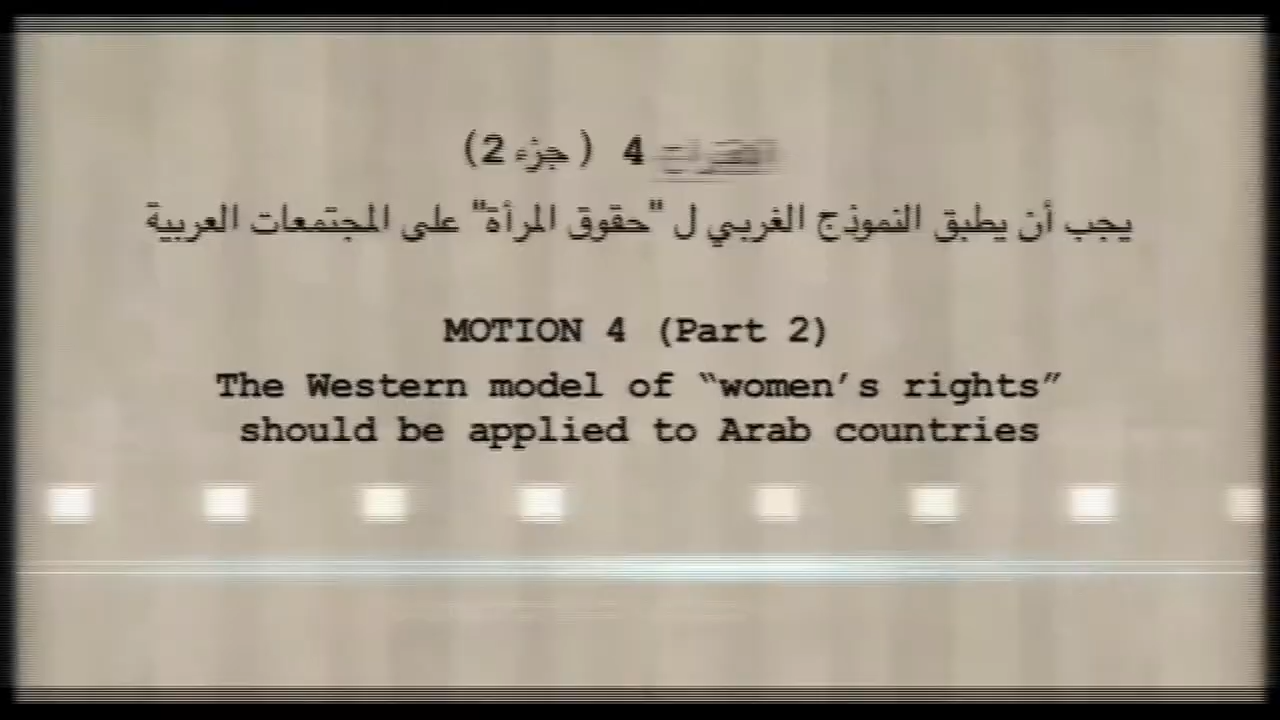 4 (جزء 2)
يجب أن يطبق النموذج الغربي ل "حقوق المرأة" على المجتمعات العربية
MOTION 4 (Part 2)
The Western model of “women’s rights”
should be applied to Arab countries